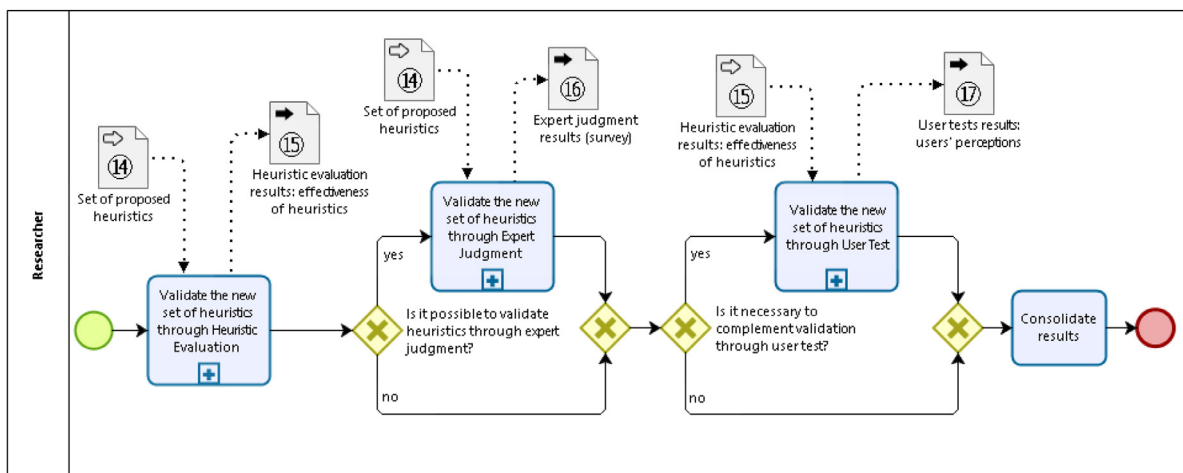 Researcher
14
Set of proposed
heuristics
15
Heuristic evaluation
results: effectiveness
of heuristics
Validate the new
set of heuristics
through Heuristic
Evaluation
14
Set of proposed
heuristics
16
Expert judgment
results (survey)
Validate the new
set of heuristics
through Expert
Judgment
yes
Is it possible to validate
heuristics through expert
judgment?
no
15
Heuristic evaluation
results: effectiveness
of heuristics
17
User tests results:
users' perceptions
Validate the new
set of heuristics
through User Test
yes
Is it necessary to
complement validation
through user test?
no
Consolidate
results